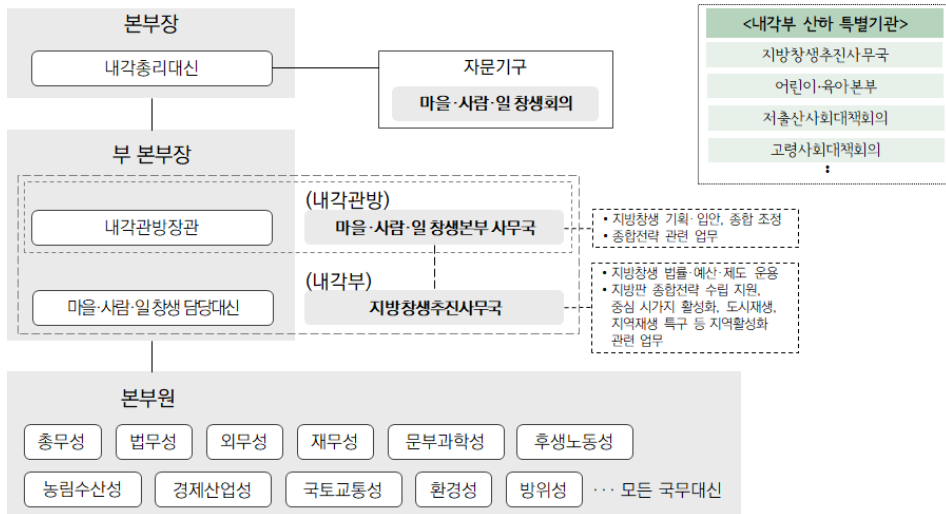 본부장
내각총리대신
자문기구
마을·사람·일 창생회의
<내각부 산하 특별기관>
지방창생추진사무국
어린이·육아본부
저출산사회대책회의
고령사회대책회의
:
부 본부장
(내각관방)
내각관방장관
마을·사람·일 창생본부 사무국
• 지방창생 기획·입안, 종합 조정
• 종합전략 관련 업무
(내각부)
마을·사람·일 창생 담당대신
지방창생추진사무국
• 지방창생 법률·예산·제도 운용
• 지방판 종합전략 수립 지원,
중심 시가지 활성화, 도시재생,
지역재생 특구 등 지역활성화
관련 업무
본부원
총무성 법무성 외무성 재무성 문부과학성 후생노동성
농림수산성 경제산업성 국토교통성 환경성 방위성 ··· 모든 국무대신